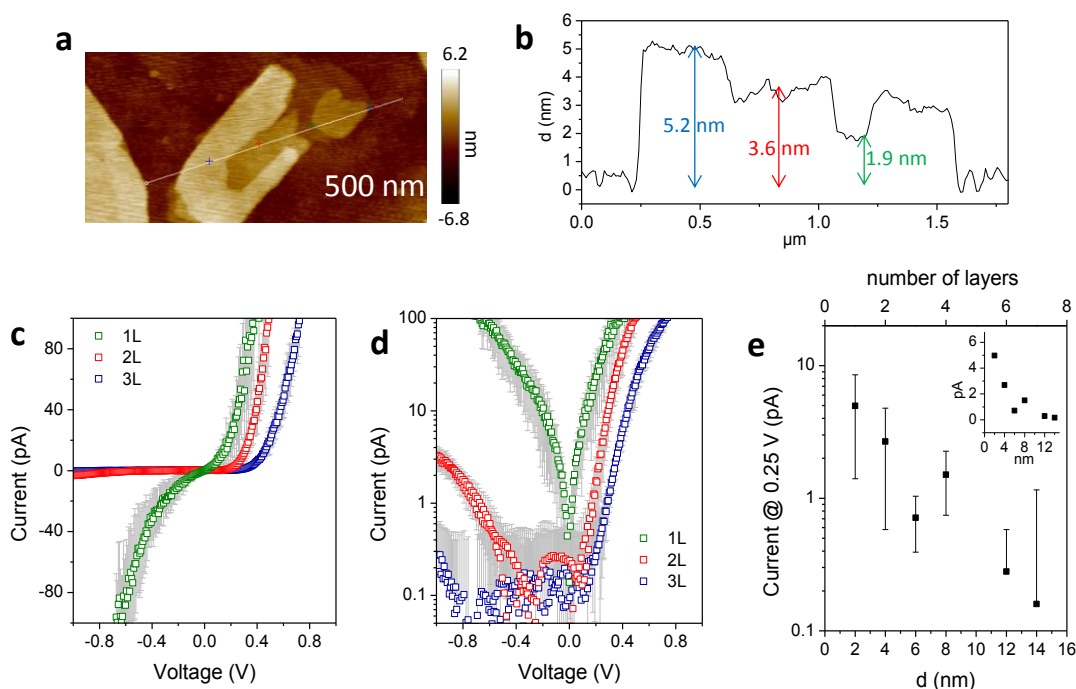 a
6.2
nm
-6.8
500 nm
b
d (nm)
6
5
4
3
2
1
0
5.2 nm
3.6 nm
1.9 nm
0.0 0.5 1.0 1.5
µm
c
1L
2L
3L
Current (pA)
80
40
0
-40
-80
-0.8 -0.4 0.0 0.4 0.8
Voltage (V)
d
Current (pA)
100
10
1
0.1
1L
2L
3L
-0.8 -0.4 0.0 0.4 0.8
Voltage (V)
e
number of layers
0 2 4 6 8
Current @ 0.25 V (pA)
10
1
0.1
pA
6
4
2
0
0 4 8 12
nm
0 2 4 6 8 10 12 14 16
d (nm)